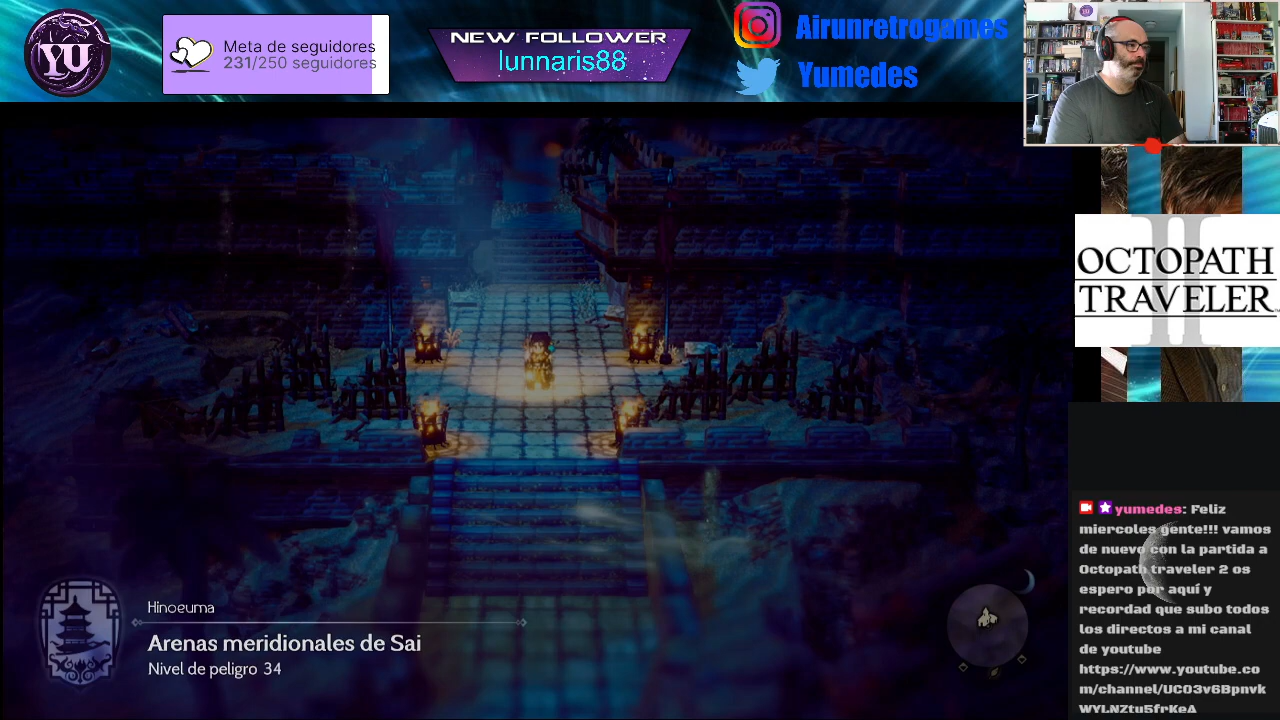 YU
Meta de seguidores
231/250 seguidores
NEW FOLLOWER
lunnaris88
Airunretrogames
Yumedes
OCTOPATH
TRAVELER
II
Hinoeuma
Arenas meridionales de Sai
Nivel de peligro 34
yumedes: Feliz
miercoles gente!!! vamos
de nuevo con la partida a
Octopath traveler 2 os
espero por aquí y
recordad que subo todos
los directos a mi canal
de youtube
https://www.youtube.co
m/channel/UC03v6Bpnvk
WYLNZtu5frKeA